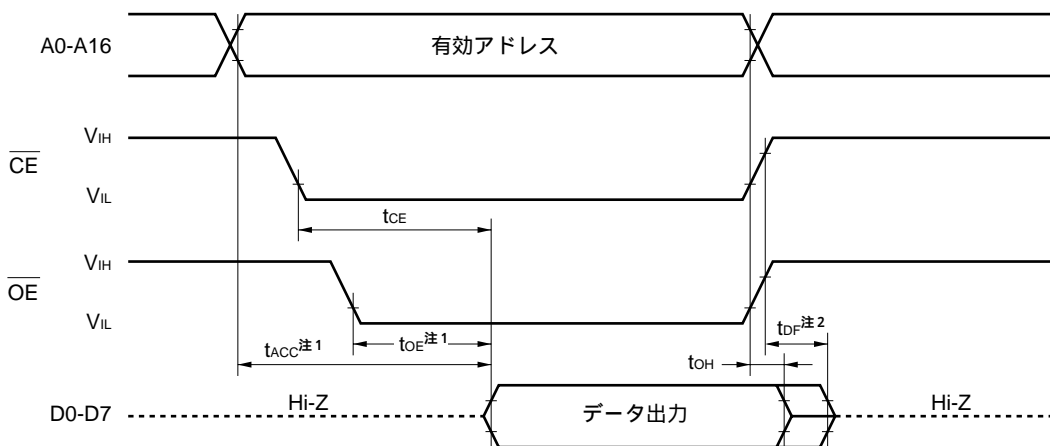 A0-A16
有効アドレス
VIH
CE
VIL
tCE
VIH
OE
VIL
tACC注1
tOE注1
tDF注2
tOH
D0-D7
Hi-Z
データ出力
Hi-Z